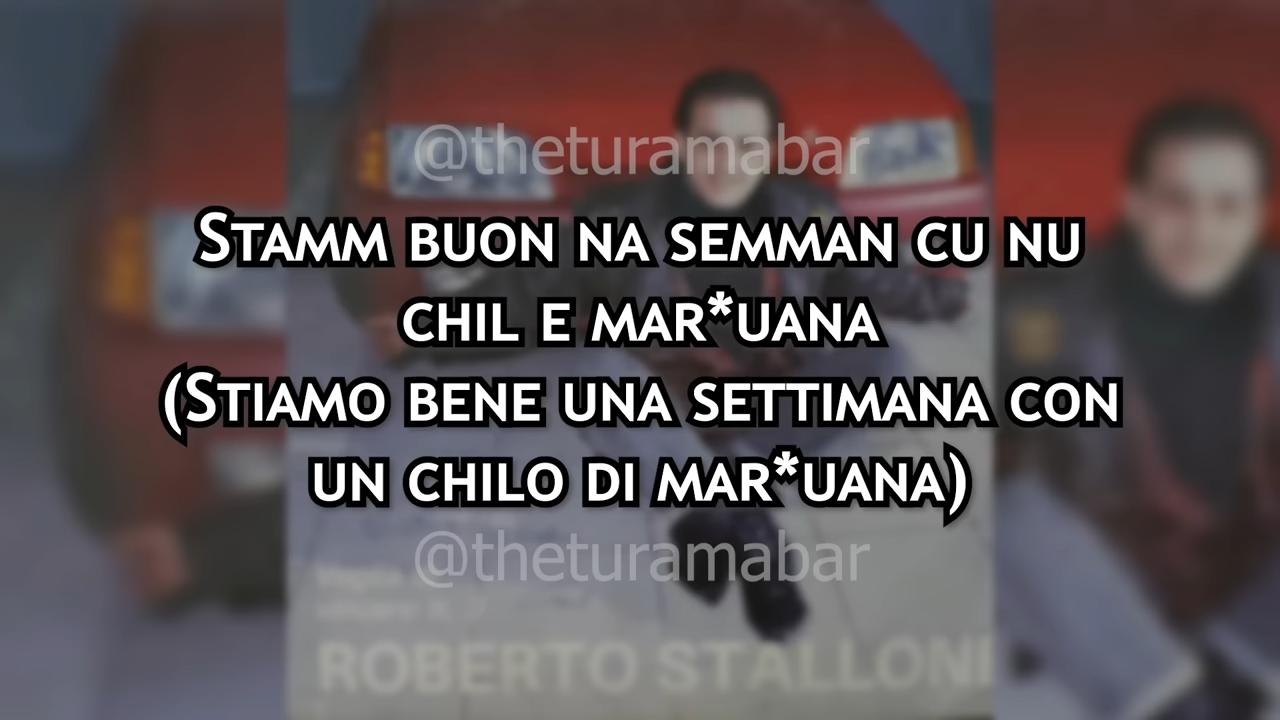 @theturamabar
STAMM BUON NA SEMMAN CU NU
CHIL E MAR*UANA
(STIAMO BENE UNA SETTIMANA CON
UN CHILO DI MAR*UANA)
@theturamabar
ROBERTO STALLONE